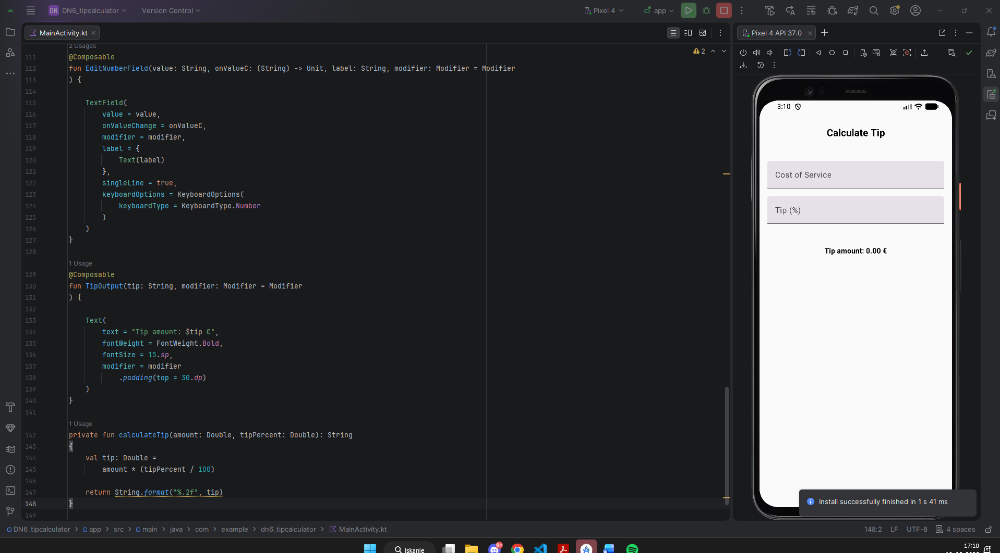 DN DN6_tipcalculator
Version Control
Pixel 4
app
MainActivity.kt
Pixel 4 API 37.0
2 Usages
2
111 @Composable
112 fun EditNumberField(value: String, onValueC: (String) -> Unit, label: String, modifier: Modifier = Modifier
113 ) {
114
115 TextField(
116 value = value,
117 onValueChange = onValueC,
118 modifier = modifier,
119 label = {
120 Text(label)
121 },
122 singleLine = true,
123 keyboardOptions = KeyboardOptions(
124 keyboardType = KeyboardType.Number
125 )
126 )
127 }
128
1 Usage
129 @Composable
130 fun TipOutput(tip: String, modifier: Modifier = Modifier
131 ) {
132
133 Text(
134 text = "Tip amount: $tip €",
135 fontWeight = FontWeight.Bold,
136 fontSize = 15.sp,
137 modifier = modifier
138 .padding(top = 30.dp)
139 )
140 }
141
1 Usage
142 private fun calculateTip(amount: Double, tipPercent: Double): String
143 {
144 val tip: Double =
145 amount * (tipPercent / 100)
146
147 return String.format("%.2f", tip)
148 }
149
3:10
Calculate Tip
Cost of Service
Tip (%)
Tip amount: 0.00 €
Install successfully finished in 1 s 41 ms
DN6_tipcalculator > app > src > main > java > com > example > dn6_tipcalculator > MainActivity.kt
148:2 LF UTF-8 4 spaces
Iskanje
9+
17:10